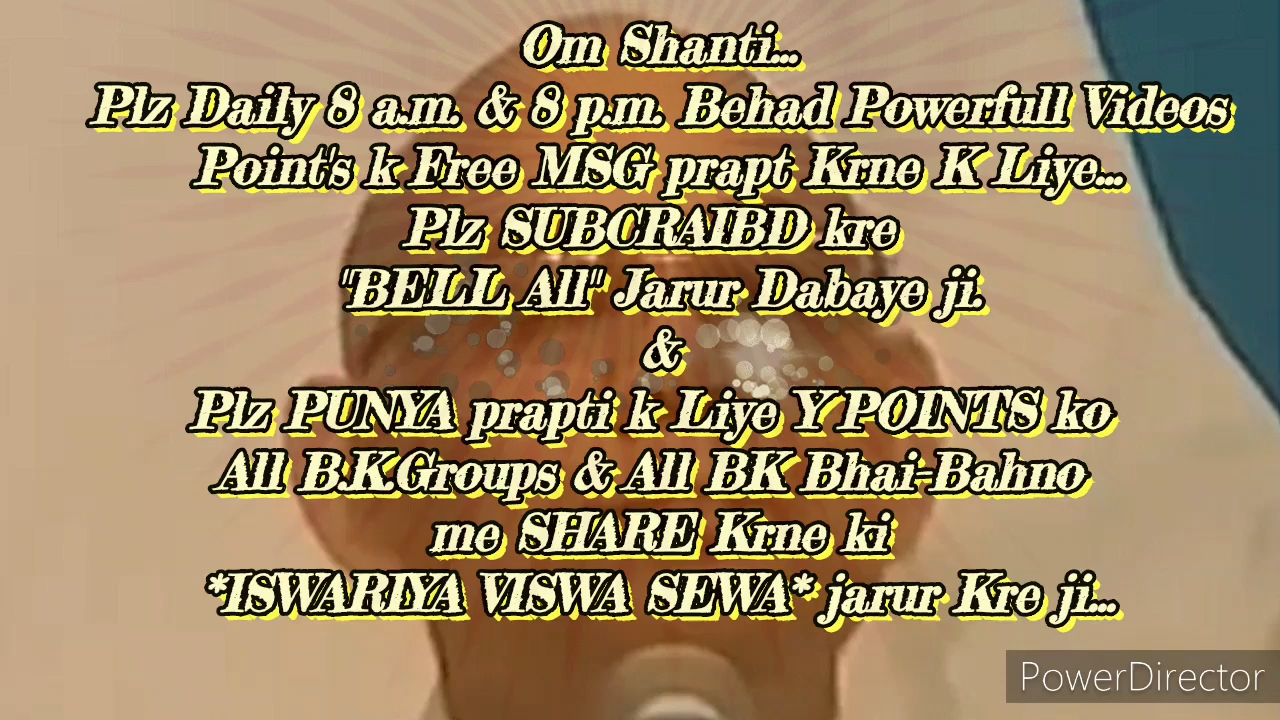 Om Shanti...
Plz Daily 8 a.m. & 8 p.m. Behad Powerfull Videos
Point's k Free MSG prapt Krne K Liye...
Plz SUBCRAIBD kre
"BELL All" Jarur Dabaye ji.
&
Plz PUNYA prapti k Liye Y POINTS ko
All B.K.Groups & All BK Bhai-Bahno
me SHARE Krne ki
*ISWARIYA VISWA SEWA* jarur Kre ji...
PowerDirector